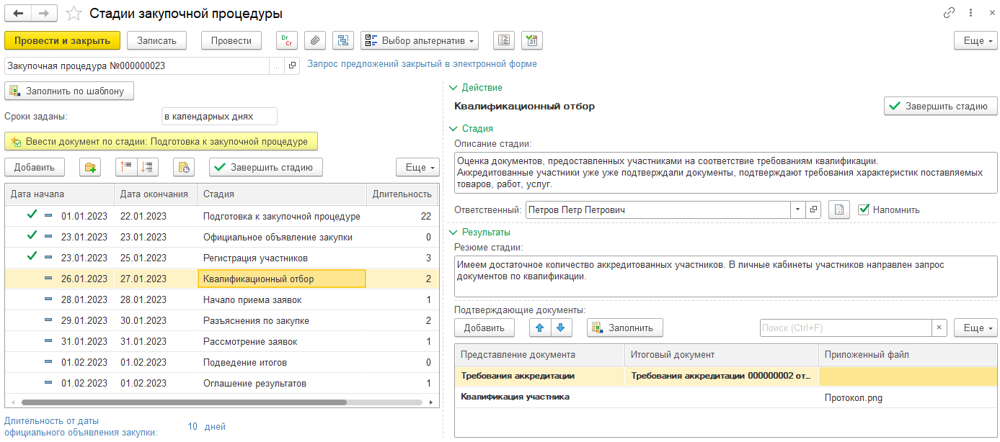 Стадии закупочной процедуры
Провести и закрыть
Записать
Провести
Dr
Cr
Выбор альтернатив
31
Еще
Закупочная процедура №000000023
...
Запрос предложений закрытый в электронной форме
Заполнить по шаблону
Сроки заданы:
в календарных днях
Ввести документ по стадии: Подготовка к закупочной процедуре
Добавить
Завершить стадию
Еще
Дата начала Дата окончания Стадия Длительность
01.01.2023 22.01.2023 Подготовка к закупочной процедуре 22
23.01.2023 23.01.2023 Официальное объявление закупки 0
23.01.2023 25.01.2023 Регистрация участников 3
26.01.2023 27.01.2023 Квалификационный отбор 2
28.01.2023 28.01.2023 Начало приема заявок 1
29.01.2023 30.01.2023 Разъяснения по закупке 2
31.01.2023 31.01.2023 Рассмотрение заявок 1
01.02.2023 01.02.2023 Подведение итогов 0
01.02.2023 01.02.2023 Оглашение результатов 1
Длительность от даты
официального объявления закупки:
10 дней
Действие
Квалификационный отбор
Завершить стадию
Стадия
Описание стадии:
Оценка документов, предоставленных участниками на соответствие требованиям квалификации.
Аккредитованные участники уже уже подтверждали документы, подтверждают требования характеристик поставляемых
товаров, работ, услуг.
Ответственный:
Петров Петр Петрович
Напомнить
Результаты
Резюме стадии:
Имеем достаточное количество аккредитованных участников. В личные кабинеты участников направлен запрос
документов по квалификации.
Подтверждающие документы:
Добавить
Заполнить
Поиск (Ctrl+F)
×
Еще
Представление документа Итоговый документ Приложенный файл
Требования аккредитации Требования аккредитации 000000002 от...
Квалификация участника Протокол.png